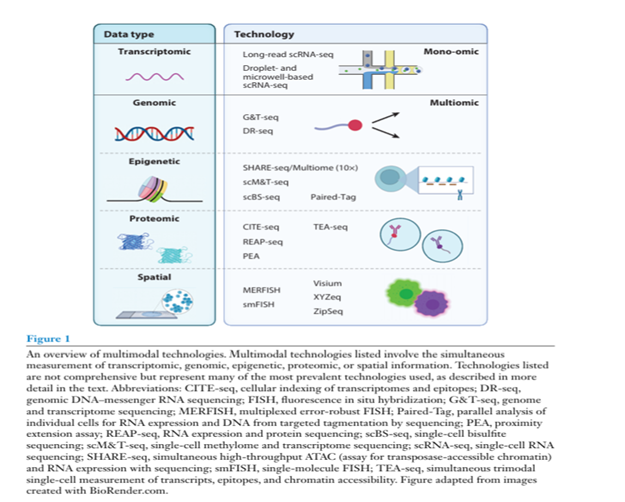 Data type
Technology
Transcriptomic
Long-read scRNA-seq
Droplet- and
microwell-based
scRNA-seq
Mono-omic
Genomic
Multiomic
G&T-seq
DR-seq
Epigenetic
SHARE-seq/Multiome (10×)
scM&T-seq
scBS-seq Paired-Tag
Proteomic
CITE-seq TEA-seq
REAP-seq
PEA
Spatial
MERFISH
smFISH
Visium
XYZeq
ZipSeq
Figure 1
An overview of multimodal technologies. Multimodal technologies listed involve the simultaneous
measurement of transcriptomic, genomic, epigenetic, proteomic, or spatial information. Technologies listed
are not comprehensive but represent many of the most prevalent technologies used, as described in more
detail in the text. Abbreviations: CITE-seq, cellular indexing of transcriptomes and epitopes; DR-seq,
genomic DNA–messenger RNA sequencing; FISH, fluorescence in situ hybridization; G&T-seq, genome
and transcriptome sequencing; MERFISH, multiplexed error-robust FISH; Paired-Tag, parallel analysis of
individual cells for RNA expression and DNA from targeted tagmentation by sequencing; PEA, proximity
extension assay; REAP-seq, RNA expression and protein sequencing; scBS-seq, single-cell bisulfite
sequencing; scM&T-seq, single-cell methylome and transcriptome sequencing; scRNA-seq, single-cell RNA
sequencing; SHARE-seq, simultaneous high-throughput ATAC (assay for transposase-accessible chromatin)
and RNA expression with sequencing; smFISH, single-molecule FISH; TEA-seq, simultaneous trimodal
single-cell measurement of transcripts, epitopes, and chromatin accessibility. Figure adapted from images
created with BioRender.com.